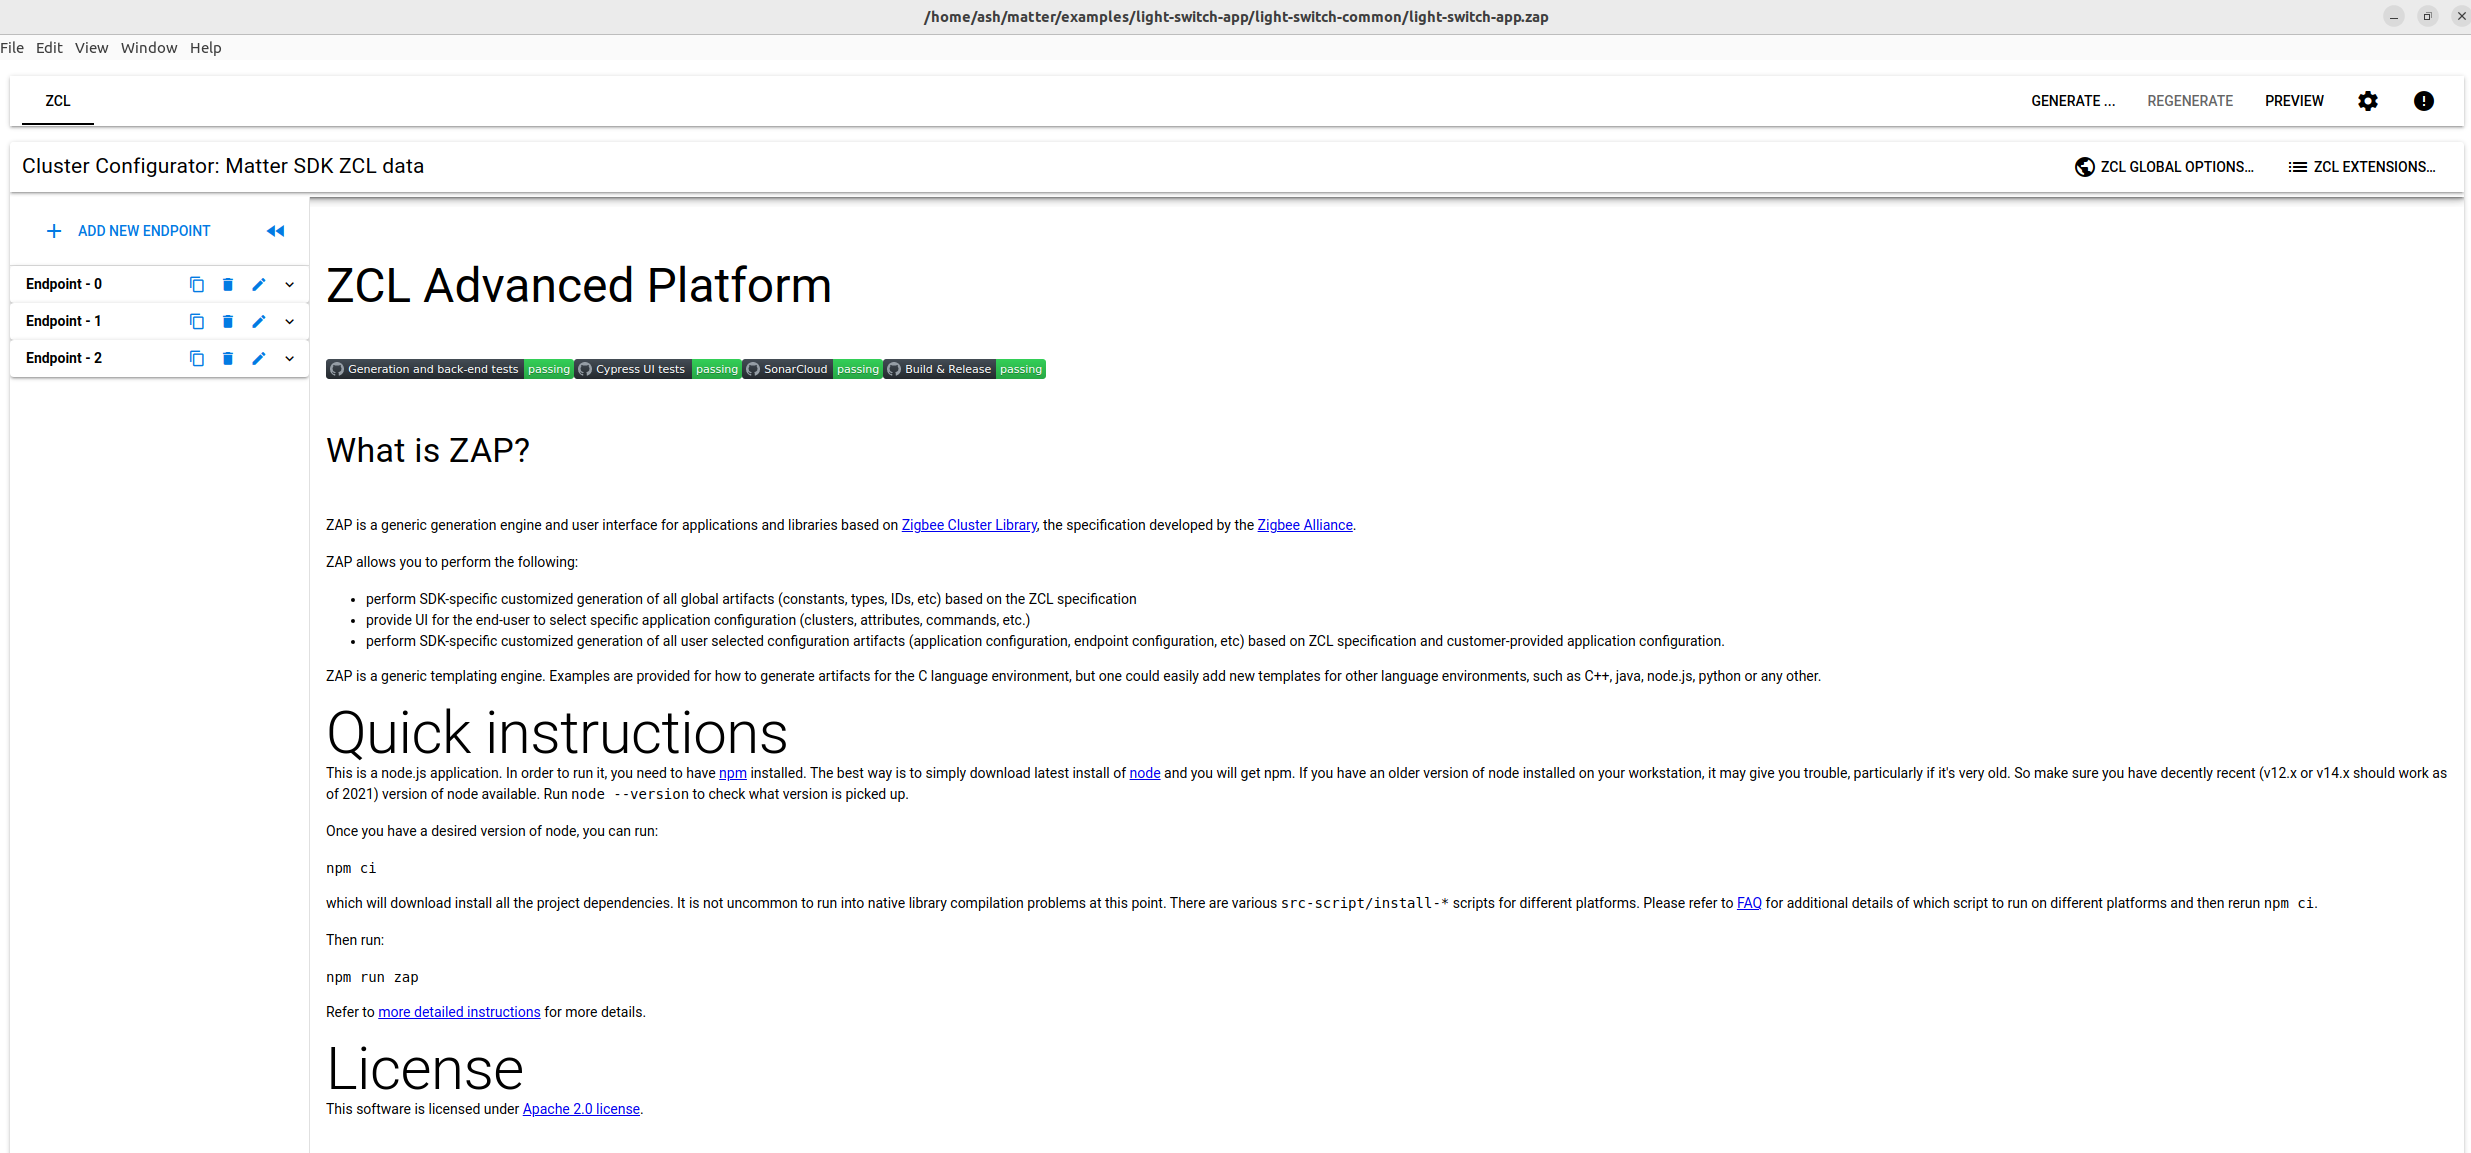 /home/ash/matter/examples/light-switch-app/light-switch-common/light-switch-app.zap
File Edit View Window Help
ZCL
GENERATE ...
REGENERATE
PREVIEW
Cluster Configurator: Matter SDK ZCL data
ZCL GLOBAL OPTIONS...
ZCL EXTENSIONS...
ADD NEW ENDPOINT
Endpoint - 0
Endpoint - 1
Endpoint - 2
ZCL Advanced Platform
Generation and back-end tests passing Cypress UI tests passing SonarCloud passing Build & Release passing
What is ZAP?
ZAP is a generic generation engine and user interface for applications and libraries based on Zigbee Cluster Library, the specification developed by the Zigbee Alliance.
ZAP allows you to perform the following:
• perform SDK-specific customized generation of all global artifacts (constants, types, IDs, etc) based on the ZCL specification
• provide UI for the end-user to select specific application configuration (clusters, attributes, commands, etc.)
• perform SDK-specific customized generation of all user selected configuration artifacts (application configuration, endpoint configuration, etc) based on ZCL specification and customer-provided application configuration.
ZAP is a generic templating engine. Examples are provided for how to generate artifacts for the C language environment, but one could easily add new templates for other language environments, such as C++, java, node.js, python or any other.
Quick instructions
This is a node.js application. In order to run it, you need to have npm installed. The best way is to simply download latest install of node and you will get npm. If you have an older version of node installed on your workstation, it may give you trouble, particularly if it's very old. So make sure you have decently recent (v12.x or v14.x should work as
of 2021) version of node available. Run node --version to check what version is picked up.
Once you have a desired version of node, you can run:
npm ci
which will download install all the project dependencies. It is not uncommon to run into native library compilation problems at this point. There are various src-script/install-* scripts for different platforms. Please refer to FAQ for additional details of which script to run on different platforms and then rerun npm ci.
Then run:
npm run zap
Refer to more detailed instructions for more details.
License
This software is licensed under Apache 2.0 license.